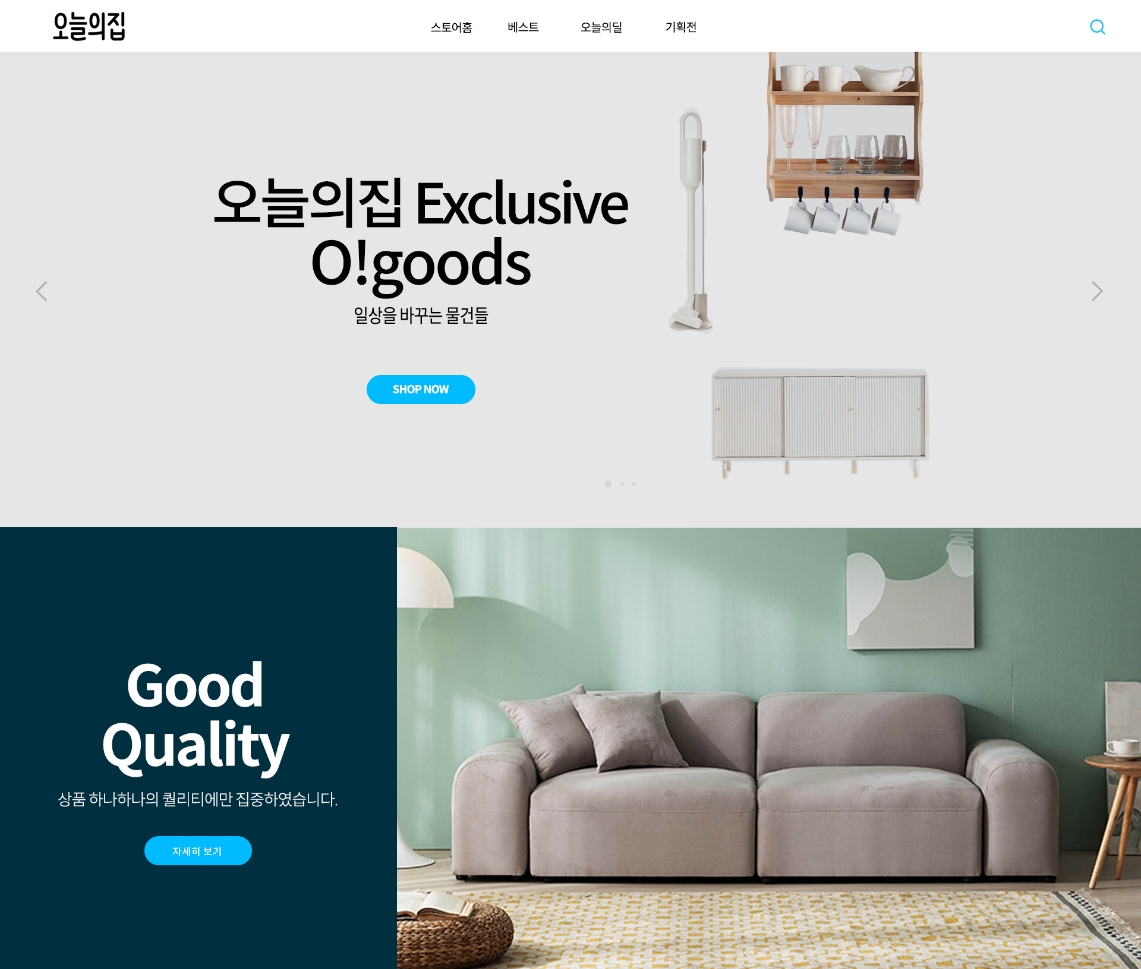 오늘의집
스토어홈 베스트 오늘의딜 기획전
오늘의집 Exclusive
O!goods
일상을 바꾸는 물건들
SHOP NOW
Good
Quality
상품 하나하나의 퀄리티에만 집중하였습니다.
자세히 보기